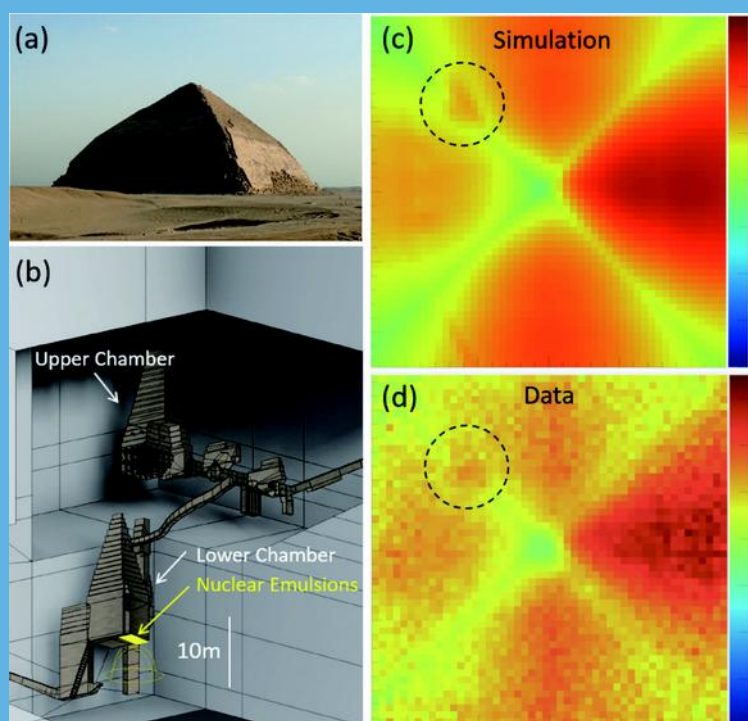 (a)
(b)
Upper Chamber
Lower Chamber
Nuclear Emulsions
10m
(c)
Simulation
(d)
Data